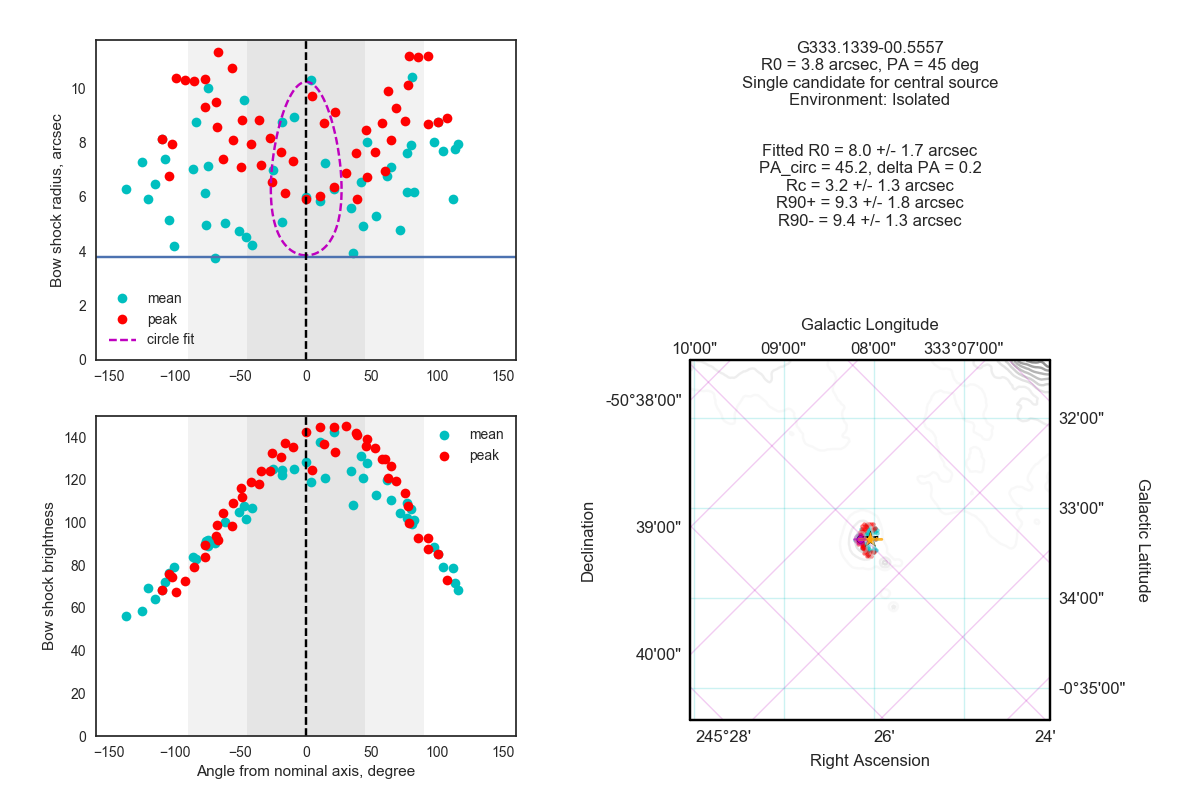 Bow shock radius, arcsec
10
8
6
4
2
0
mean
peak
circle fit
−150
−100
−50
0
50
100
150
Bow shock brightness
140
120
100
80
60
40
20
0
mean
peak
−150
−100
−50
0
50
100
150
Angle from nominal axis, degree
G333.1339-00.5557
R0 = 3.8 arcsec, PA = 45 deg
Single candidate for central source
Environment: Isolated
Fitted R0 = 8.0 +/- 1.7 arcsec
PA_circ = 45.2, delta PA = 0.2
Rc = 3.2 +/- 1.3 arcsec
R90+ = 9.3 +/- 1.8 arcsec
R90- = 9.4 +/- 1.3 arcsec
Galactic Longitude
10'00"
09'00"
08'00"
333°07'00"
Declination
-50°38'00"
39'00"
40'00"
32'00"
33'00"
34'00"
-0°35'00"
Galactic Latitude
245°28'
26'
24'
Right Ascension